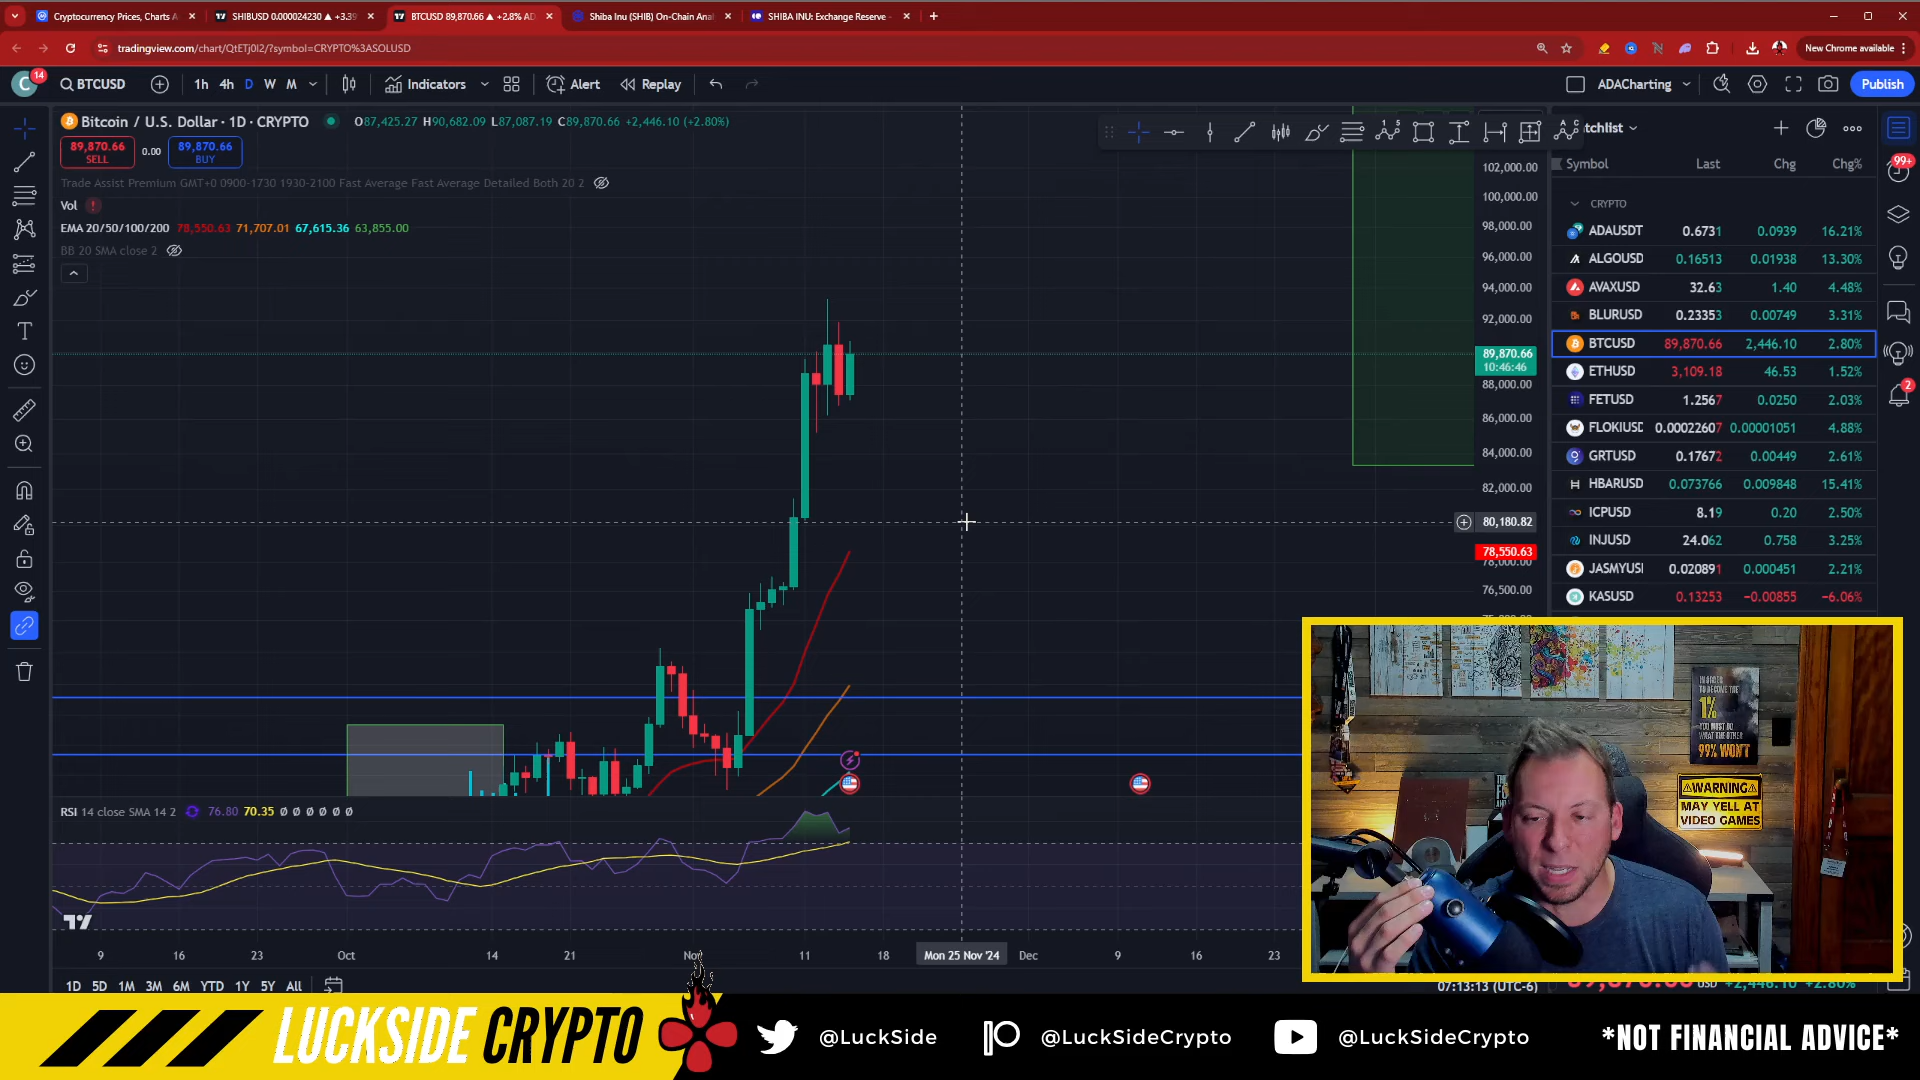 Cryptocurrency Prices, Charts A
SHIBUSD 0.000024230 ▲ +3.39
BTCUSD 89,870.66 ▲ +2.8% AD
Shiba Inu (SHIB) On-Chain Anal
SHIBA INU: Exchange Reserve -
tradingview.com/chart/QtETj0i2/?symbol=CRYPTO%3ASOLUSD
New Chrome available
C 14
BTCUSD
1h 4h D W M
Indicators
Alert
Replay
ADACharting
Publish
Bitcoin / U.S. Dollar · 1D · CRYPTO
O87,425.27 H90,682.09 L87,087.19 C89,870.66 +2,446.10 (+2.80%)
89,870.66 SELL
0.00
89,870.66 BUY
Trade Assist Premium GMT+0 0900-1730 1930-2100 Fast Average Fast Average Detailed Both 20 2
Vol
EMA 20/50/100/200 78,550.63 71,707.01 67,615.36 63,855.00
BB 20 SMA close 2
102,000.00
100,000.00
98,000.00
96,000.00
94,000.00
92,000.00
89,870.66
10:46:46
88,000.00
86,000.00
84,000.00
82,000.00
80,180.82
78,550.63
78,000.00
76,500.00
tchlist
Symbol Last Chg Chg%
CRYPTO
ADAUSDT 0.6731 0.0939 16.21%
ALGOUSD 0.16513 0.01938 13.30%
AVAXUSD 32.63 1.40 4.48%
BLURUSD 0.23353 0.00749 3.31%
BTCUSD 89,870.66 2,446.10 2.80%
ETHUSD 3,109.18 46.53 1.52%
FETUSD 1.2567 0.0250 2.03%
FLOKIUSD 0.00022607 0.00001051 4.88%
GRTUSD 0.17672 0.00449 2.61%
HBARUSD 0.073766 0.009848 15.41%
ICPUSD 8.19 0.20 2.50%
INJUSD 24.062 0.758 3.25%
JASMYUSI 0.020891 0.000451 2.21%
KASUSD 0.13253 −0.00855 −6.06%
99+
2
RSI 14 close SMA 14 2 76.80 70.35 Ø Ø Ø Ø Ø Ø
9 16 23 Oct 14 21 Nov 11 18 Mon 25 Nov '24 Dec 9 16 23
1D 5D 1M 3M 6M YTD 1Y 5Y All
07:13:13 (UTC-6)
89,870.66 USD +2,446.10 +2.80%
IN ORDER
TO BECOME THE
1%
YOU MUST DO
WHAT THE OTHER
99% WON'T
⚠WARNING⚠
MAY YELL AT
VIDEO GAMES
LUCKSIDE CRYPTO
@LuckSide
@LuckSideCrypto
@LuckSideCrypto
*NOT FINANCIAL ADVICE*